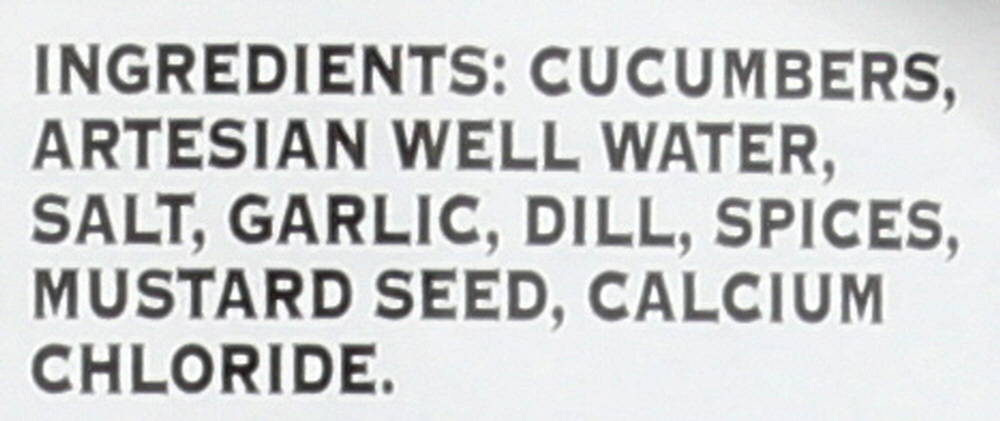 INGREDIENTS: CUCUMBERS,
ARTESIAN WELL WATER,
SALT, GARLIC, DILL, SPICES,
MUSTARD SEED, CALCIUM
CHLORIDE.